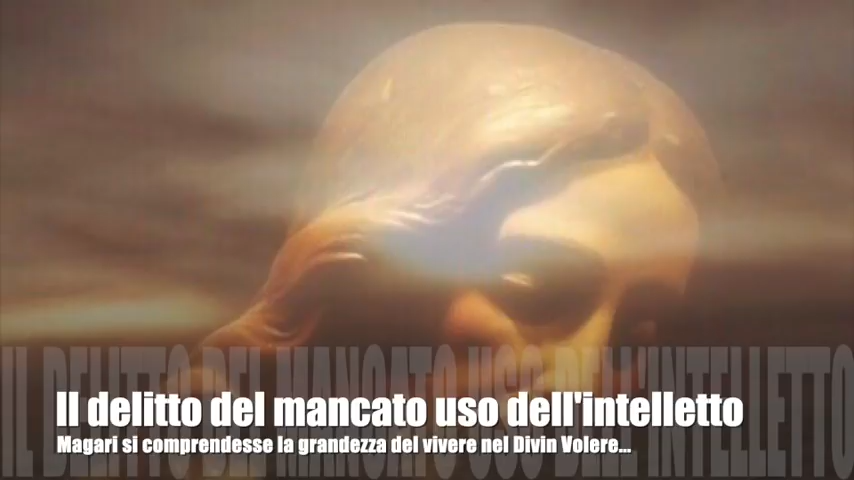 IL DELITTO DEL MANCATO USO DELL'INTELLETTO
Il delitto del mancato uso dell'intelletto
Magari si comprendesse la grandezza del vivere nel Divin Volere...